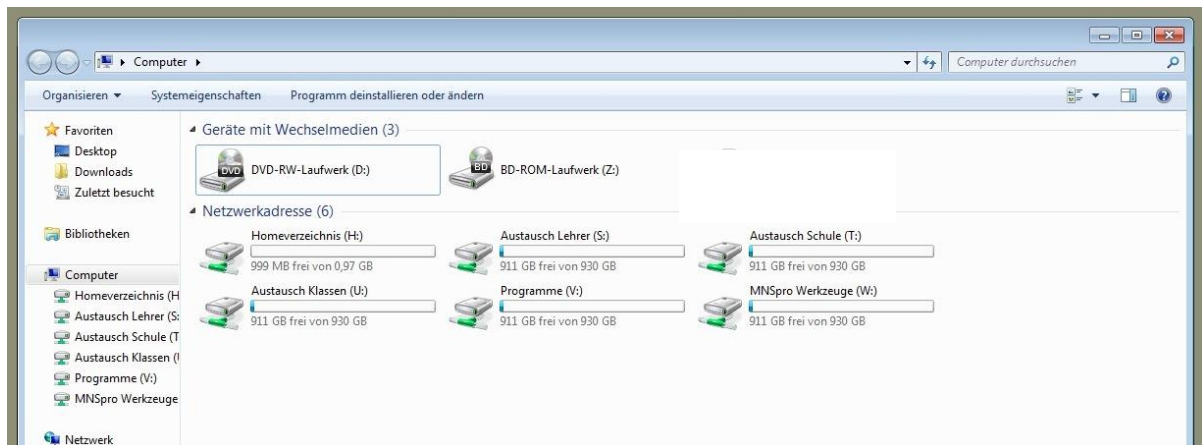 Computer
Computer durchsuchen
Organisieren Systemeigenschaften Programm deinstallieren oder ändern
Favoriten
Desktop
Downloads
Zuletzt besucht
Bibliotheken
Computer
Homeverzeichnis (H
Austausch Lehrer (S:
Austausch Schule (T
Austausch Klassen (U
Programme (V:)
MNSpro Werkzeuge
Netzwerk
Geräte mit Wechselmedien (3)
DVD
DVD-RW-Laufwerk (D:)
BD
BD-ROM-Laufwerk (Z:)
Netzwerkadresse (6)
Homeverzeichnis (H:)
999 MB frei von 0,97 GB
Austausch Lehrer (S:)
911 GB frei von 930 GB
Austausch Schule (T:)
911 GB frei von 930 GB
Austausch Klassen (U:)
911 GB frei von 930 GB
Programme (V:)
911 GB frei von 930 GB
MNSpro Werkzeuge (W:)
911 GB frei von 930 GB